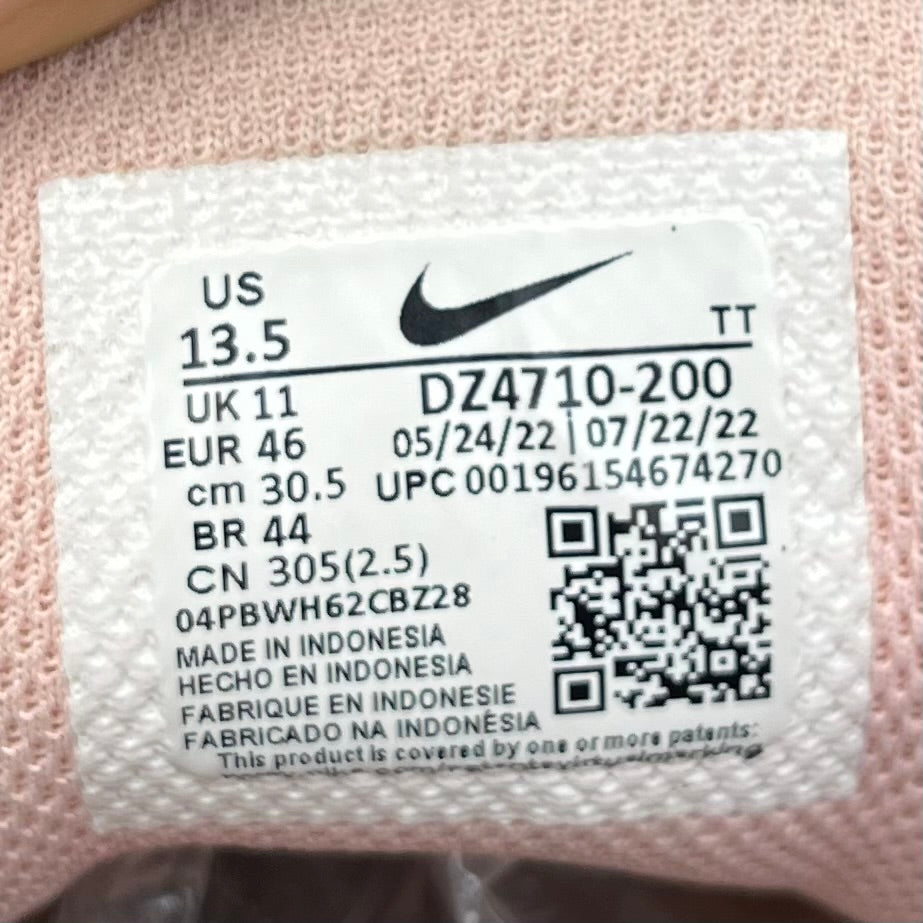 US
TT
13.5
UK 11
DZ4710-200
EUR 46
05/24/22 | 07/22/22
cm 30.5
UPC 00196154674270
BR 44
CN 305(2.5)
04PBWH62CBZ28
MADE IN INDONESIA
HECHO EN INDONESIA
FABRIQUE EN INDONESIE
FABRICADO NA INDONÉSIA
This product is covered by one or more patents: